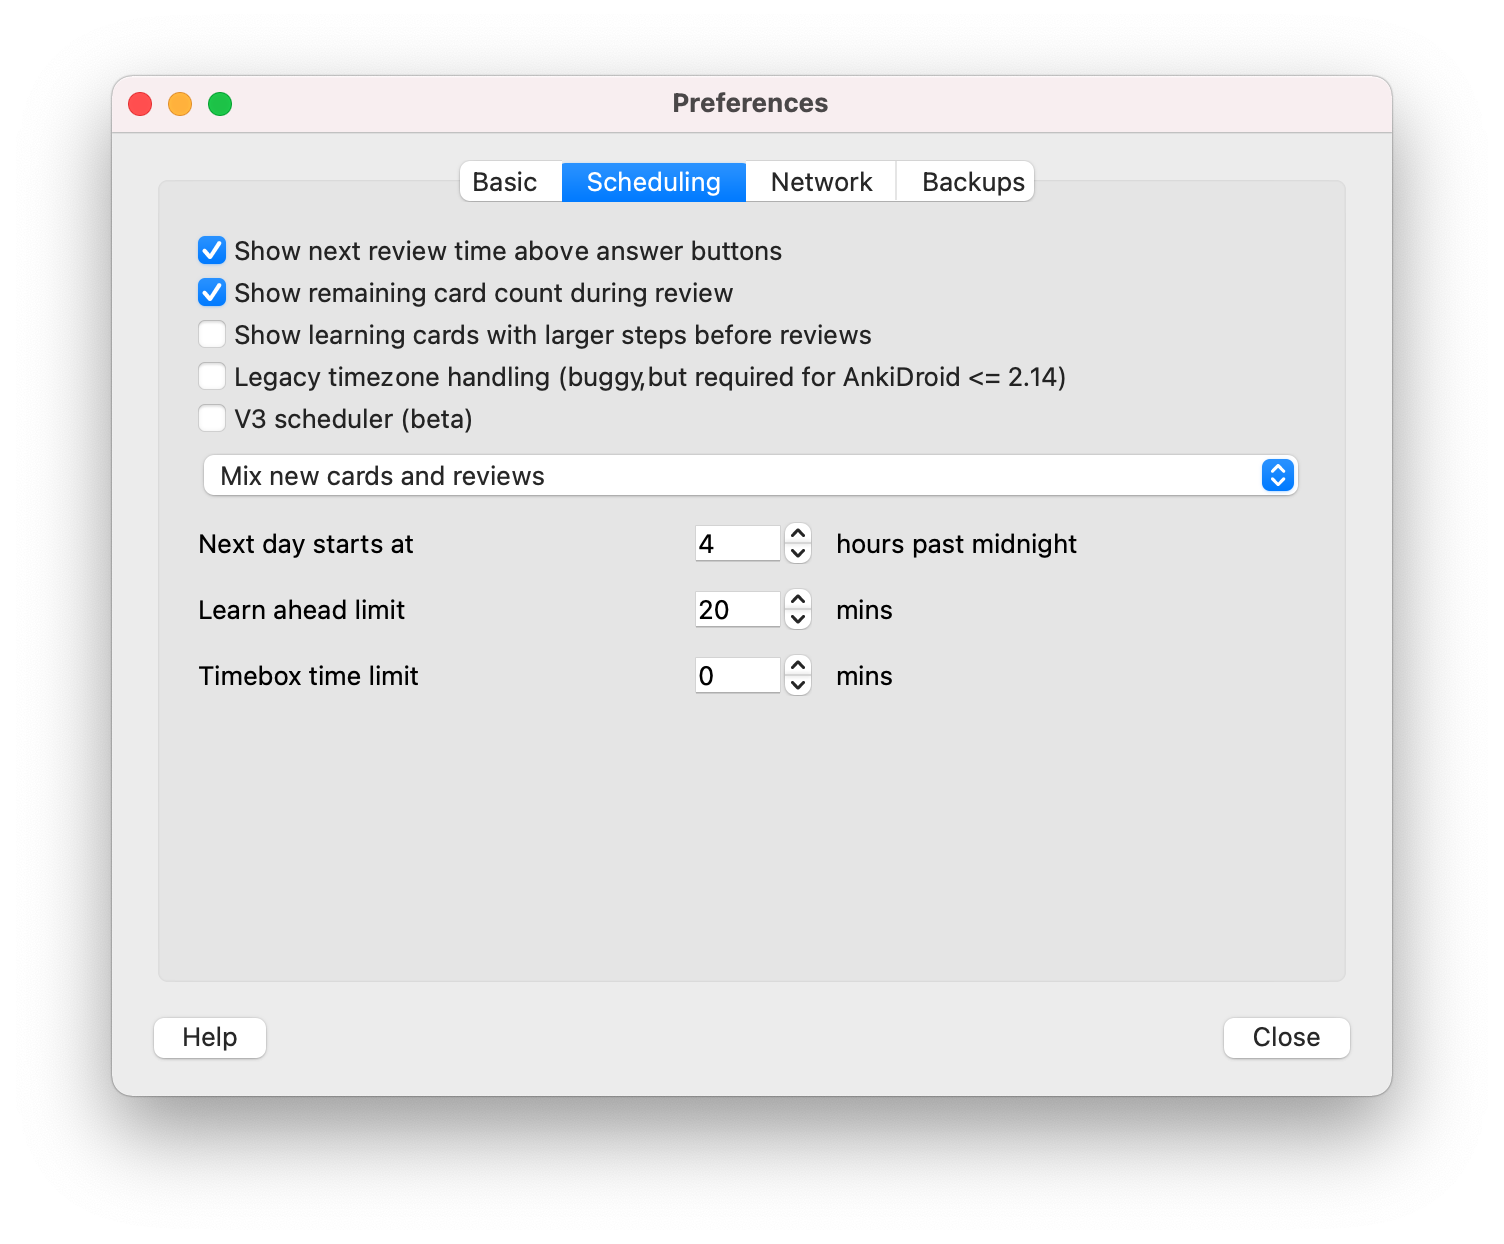 Preferences
Basic Scheduling Network Backups
Show next review time above answer buttons
Show remaining card count during review
Show learning cards with larger steps before reviews
Legacy timezone handling (buggy,but required for AnkiDroid <= 2.14)
V3 scheduler (beta)
Mix new cards and reviews
Next day starts at 4 hours past midnight
Learn ahead limit 20 mins
Timebox time limit 0 mins
Help Close